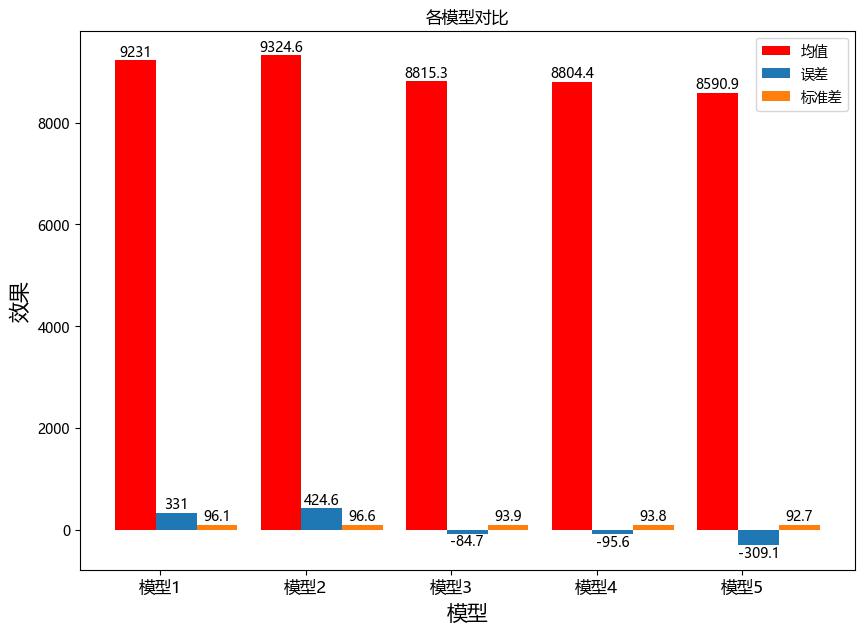 各模型对比
均值
误差
标准差
效果
8000
6000
4000
2000
0
9231
331
96.1
9324.6
424.6
96.6
8815.3
-84.7
93.9
8804.4
-95.6
93.8
8590.9
-309.1
92.7
模型1
模型2
模型3
模型4
模型5
模型